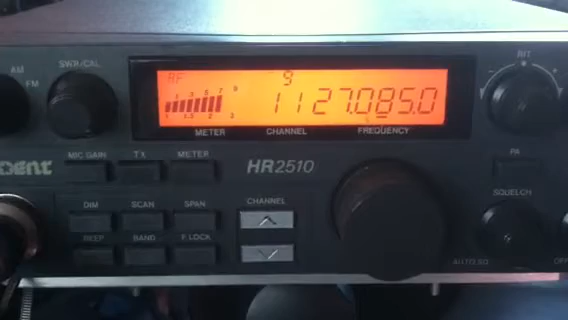 AM
FM
SWR/CAL
RF
9
1 3 5 7 9
11 27.085.0
1 1.5 2 3
METER CHANNEL FREQUENCY
RIT
- +
DENT
MIC GAIN TX METER
HR2510
PA
DIM SCAN SPAN CHANNEL
SQUELCH
BEEP BAND F.LOCK
AUTO SQ
OFF